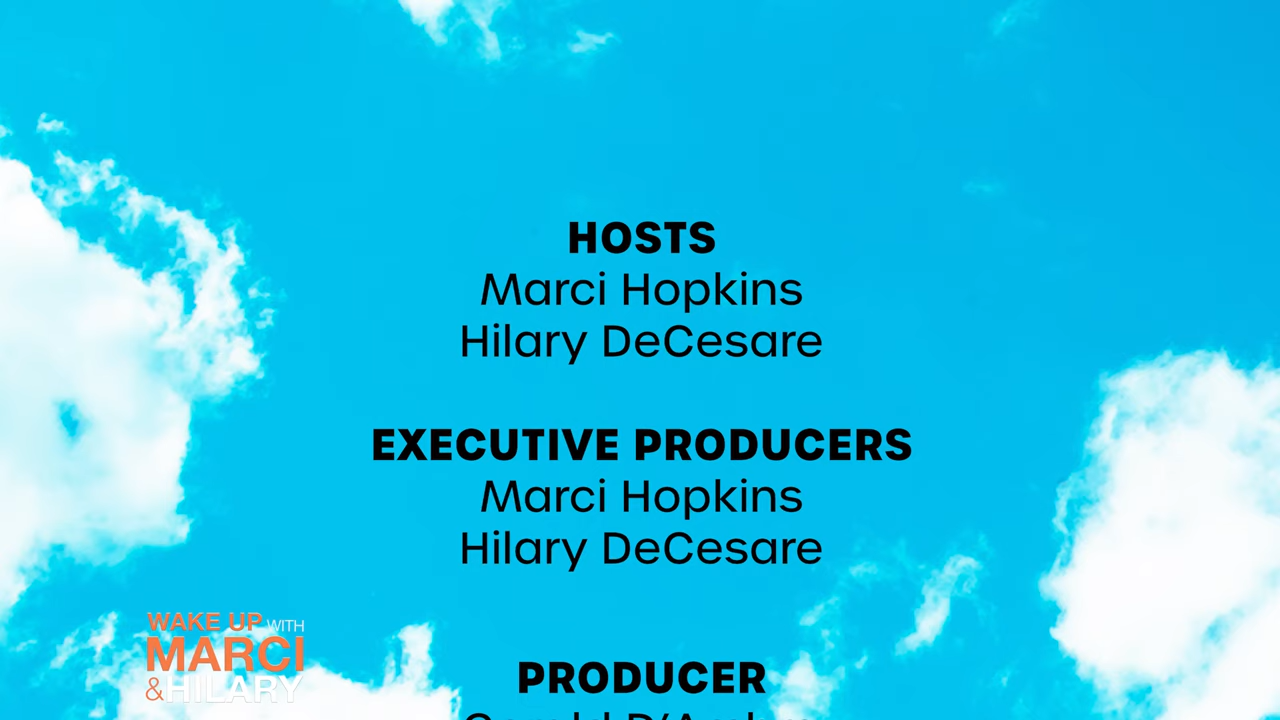 HOSTS
Marci Hopkins
Hilary DeCesare
EXECUTIVE PRODUCERS
Marci Hopkins
Hilary DeCesare
PRODUCER
WAKE UP WITH
MARCI
&HILARY